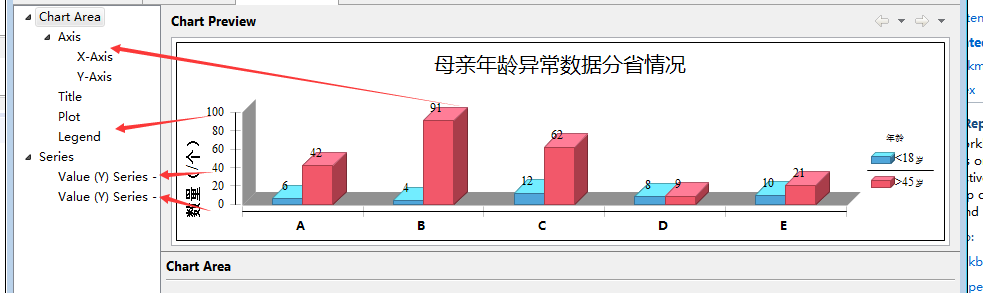 Chart Area
Axis
X-Axis
Y-Axis
Title
Plot
Legend
Series
Value (Y) Series -
Value (Y) Series -
Chart Preview
母亲年龄异常数据分省情况
数量（/个）
100
80
60
40
20
0
6
42
4
91
12
62
8
9
10
21
A
B
C
D
E
年龄
<18岁
>45岁
Chart Area